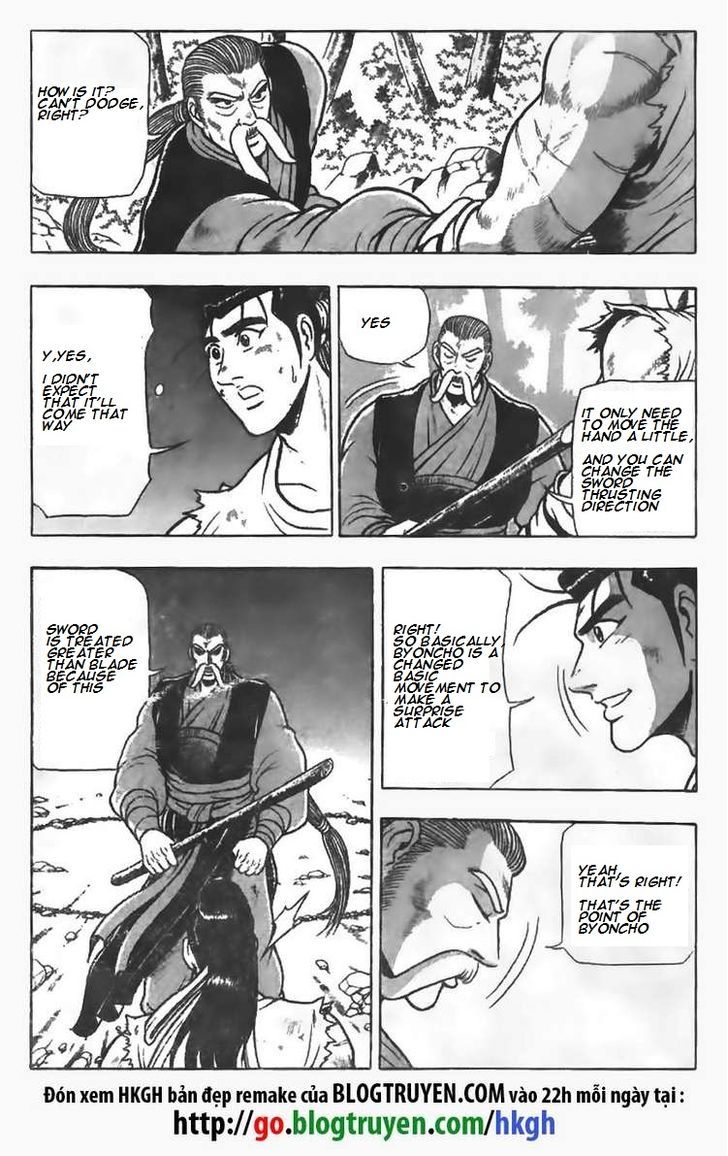 HOW IS IT?
CAN'T DODGE,
RIGHT?
Y,YES,
I DIDN'T
EXPECT
THAT IT'LL
COME THAT
WAY
YES
IT ONLY NEED
TO MOVE THE
HAND A LITTLE,
AND YOU CAN
CHANGE THE
SWORD
THRUSTING
DIRECTION
SWORD
IS TREATED
GREATER
THAN BLADE
BECAUSE
OF THIS
RIGHT!
SO BASICALLY
BYONCHO IS A
CHANGED
BASIC
MOVEMENT TO
MAKE A
SURPRISE
ATTACK
YEAH,
THAT'S RIGHT!
THAT'S THE
POINT OF
BYONCHO
Đón xem HKGH bản đẹp remake của BLOGTRUYEN.COM vào 22h mỗi ngày tại :
http://go.blogtruyen.com/hkgh